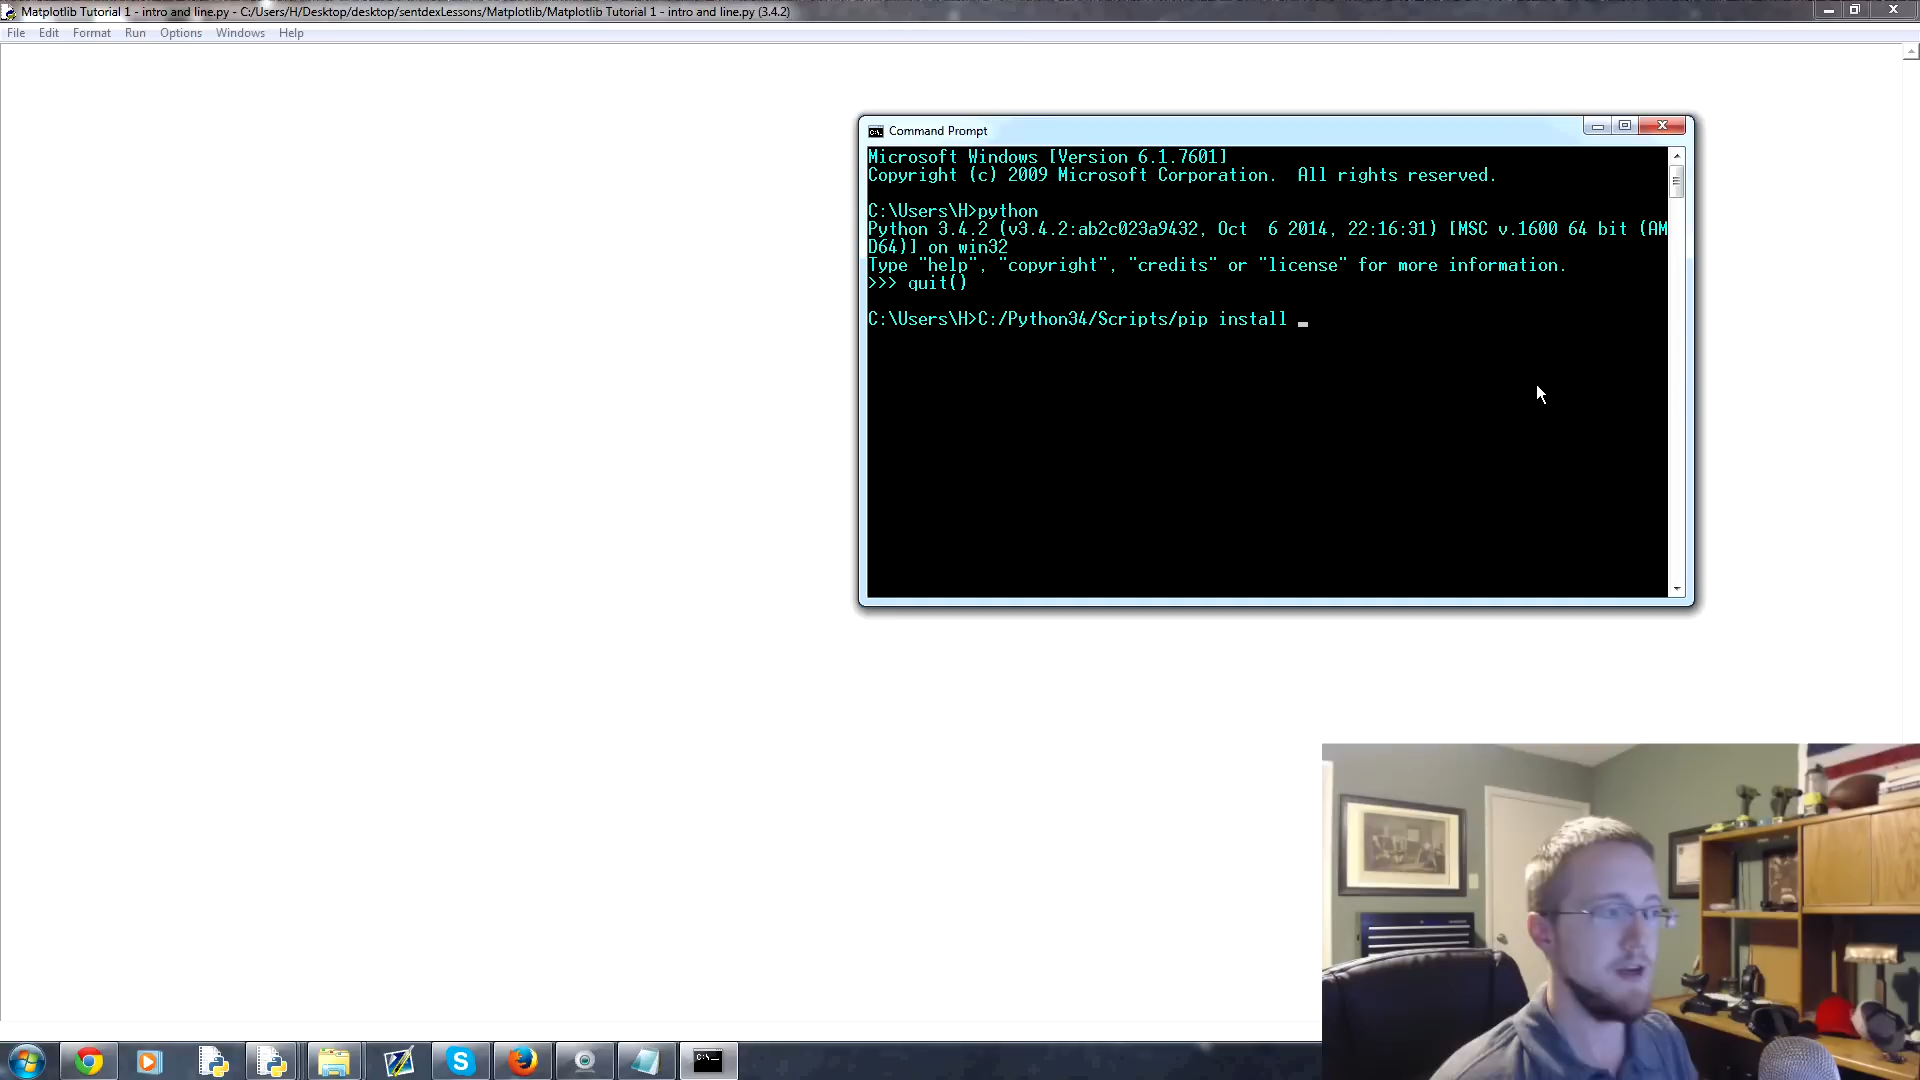 Matplotlib Tutorial 1 - intro and line.py - C:/Users/H/Desktop/desktop/sentdexLessons/Matplotlib/Matplotlib Tutorial 1 - intro and line.py (3.4.2)
File Edit Format Run Options Windows Help
Command Prompt
Microsoft Windows [Version 6.1.7601]
Copyright (c) 2009 Microsoft Corporation.  All rights reserved.
C:\Users\H>python
Python 3.4.2 (v3.4.2:ab2c023a9432, Oct  6 2014, 22:16:31) [MSC v.1600 64 bit (AM
D64)] on win32
Type "help", "copyright", "credits" or "license" for more information.
>>> quit()
C:\Users\H>C:/Python34/Scripts/pip install _